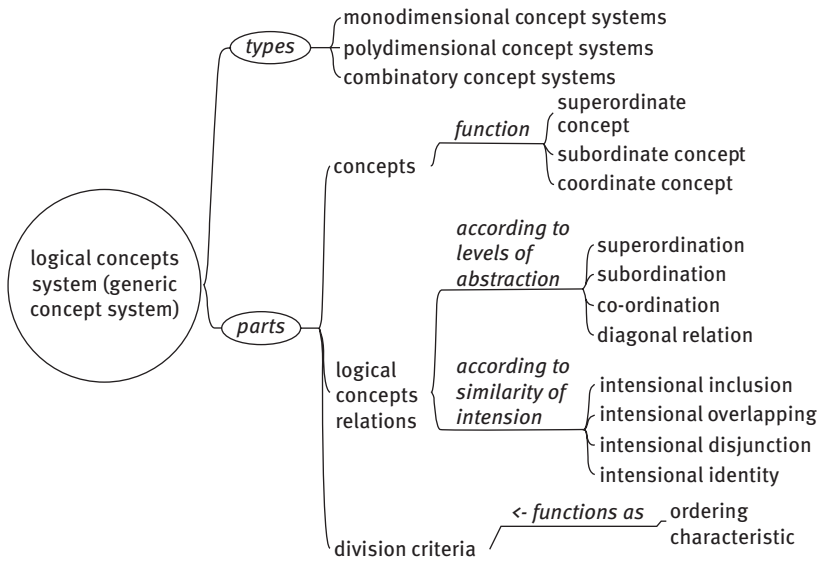 monodimensional concept systems
types
polydimensional concept systems
combinatory concept systems
superordinate
concept
function
subordinate concept
concepts
coordinate concept
logical concepts
system (generic
concept system)
according to
levels of
abstraction
superordination
subordination
co-ordination
diagonal relation
parts
logical
concepts
relations
according to
similarity of
intension
intensional inclusion
intensional overlapping
intensional disjunction
intensional identity
<- functions as
ordering
characteristic
division criteria